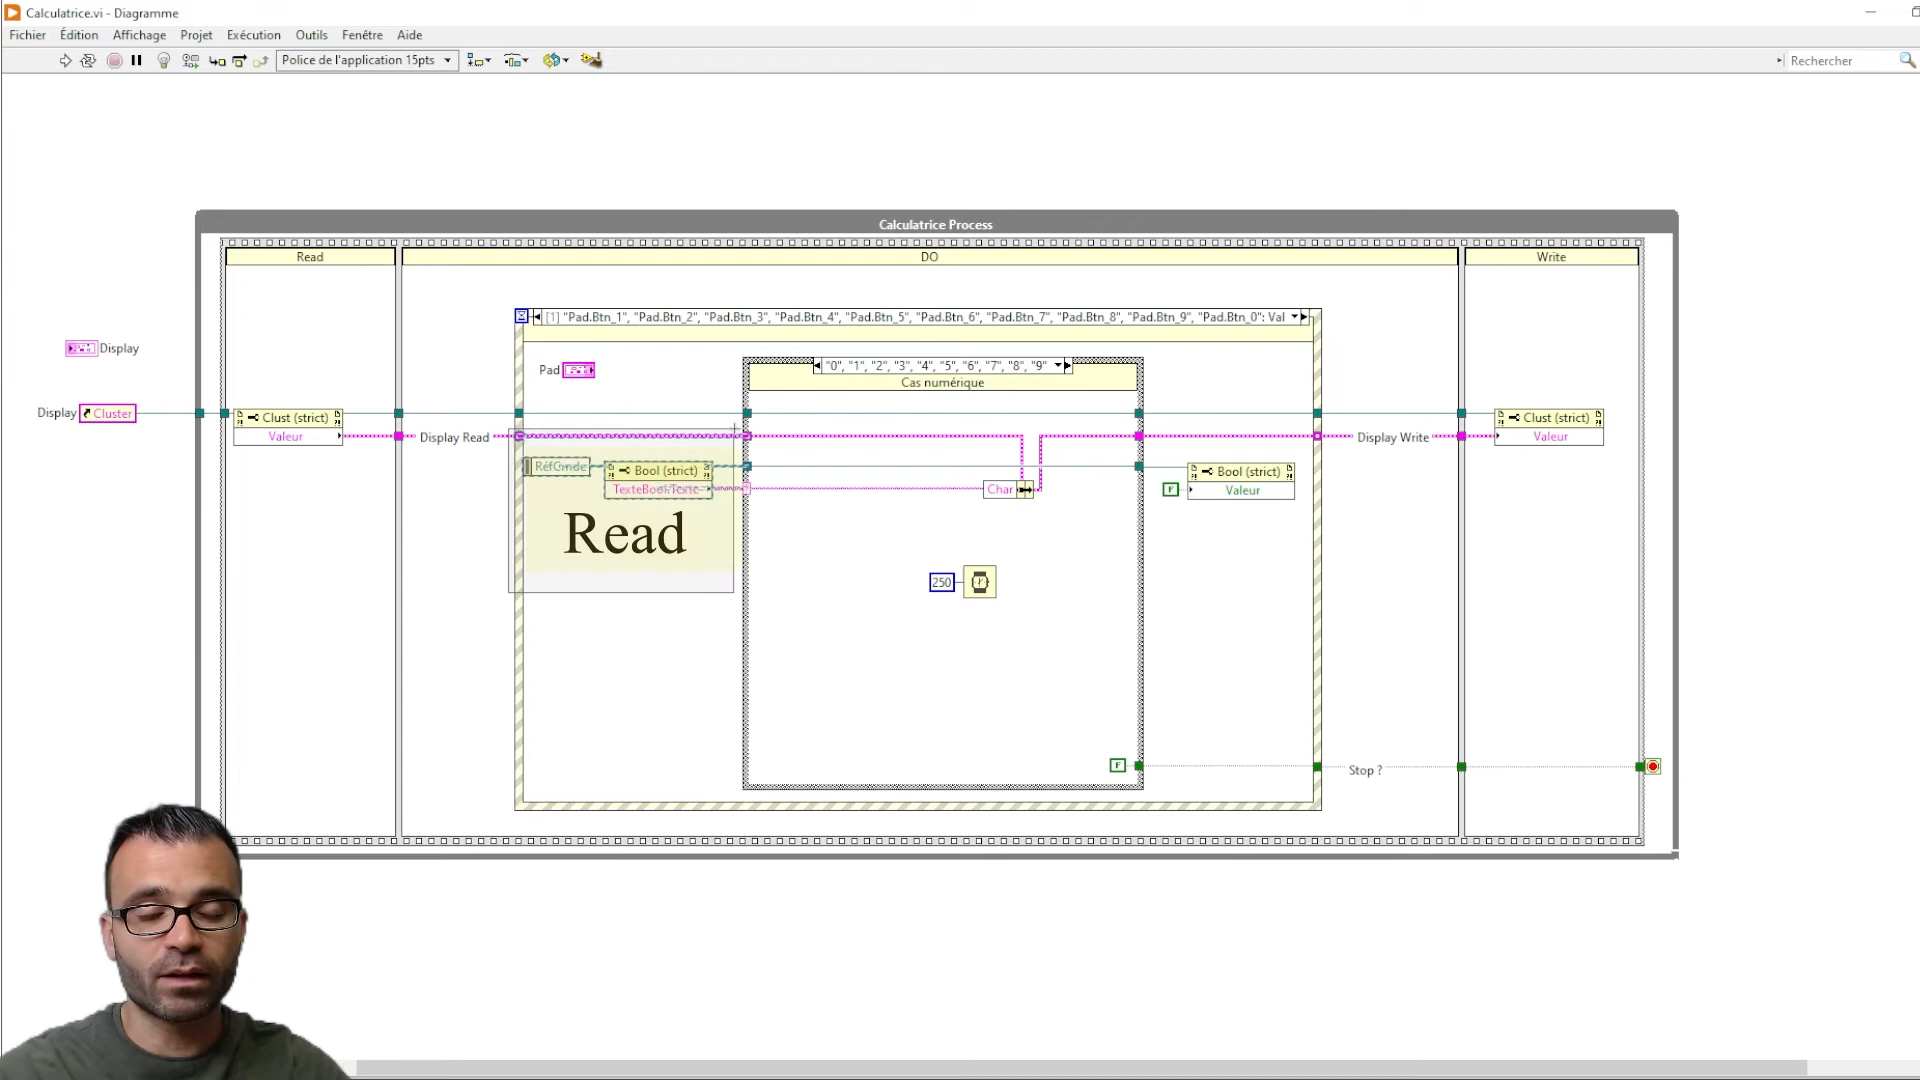 Calculatrice.vi - Diagramme
Fichier Édition Affichage Projet Exécution Outils Fenêtre Aide
Police de l'application 15pts
Rechercher
Calculatrice Process
Read DO Write
[1] "Pad.Btn_1", "Pad.Btn_2", "Pad.Btn_3", "Pad.Btn_4", "Pad.Btn_5", "Pad.Btn_6", "Pad.Btn_7", "Pad.Btn_8", "Pad.Btn_9", "Pad.Btn_0": Val
Display
Pad
"0", "1", "2", "3", "4", "5", "6", "7", "8", "9"
Cas numérique
Display Cluster
Clust (strict)
Valeur
Display Read
RéfCmde
Bool (strict)
TexteBool.Texte
Char
F
Bool (strict)
Valeur
Display Write
Clust (strict)
Valeur
Read
250
F
Stop ?